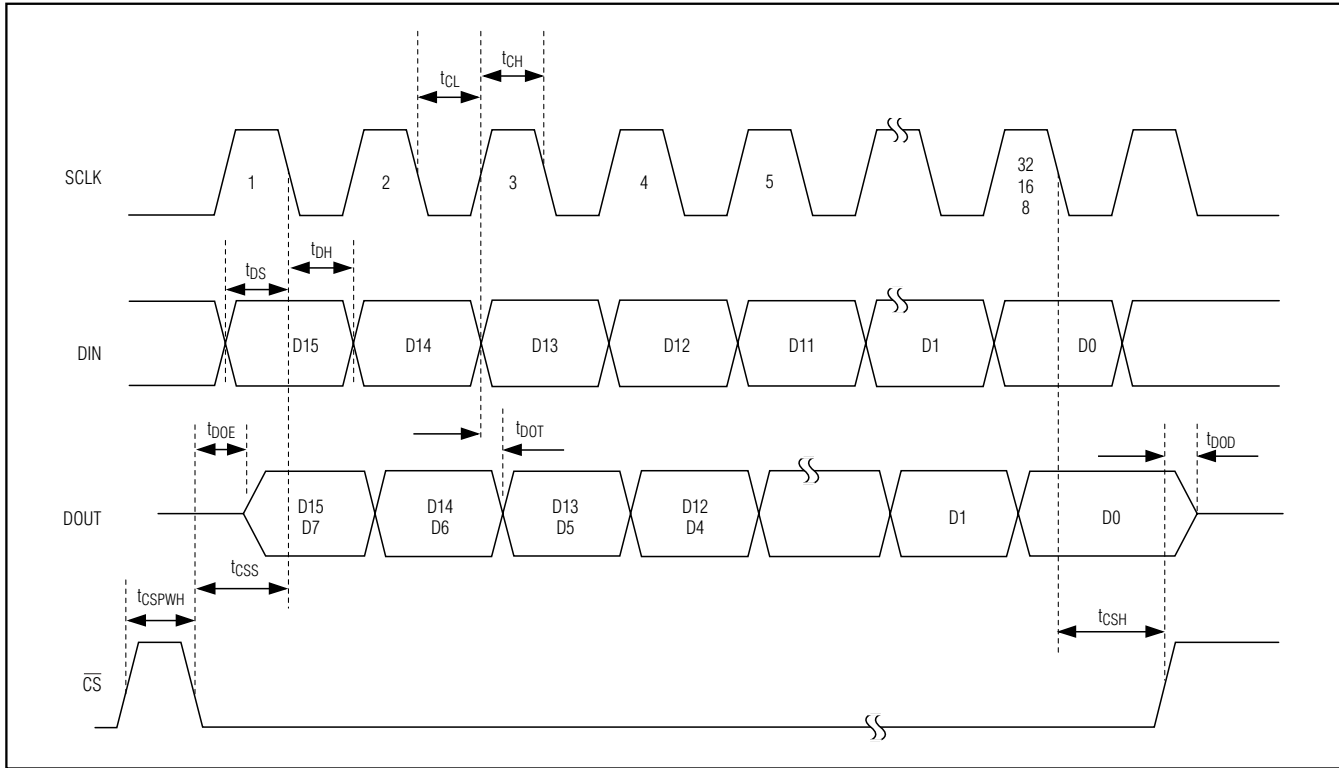 tCL
tCH
SCLK
1
2
3
4
5
32
16
8
tDS
tDH
DIN
D15
D14
D13
D12
D11
D1
D0
tDOE
tDOT
tDOD
DOUT
D15
D7
D14
D6
D13
D5
D12
D4
D1
D0
tCSS
tCSPWH
tCSH
CS